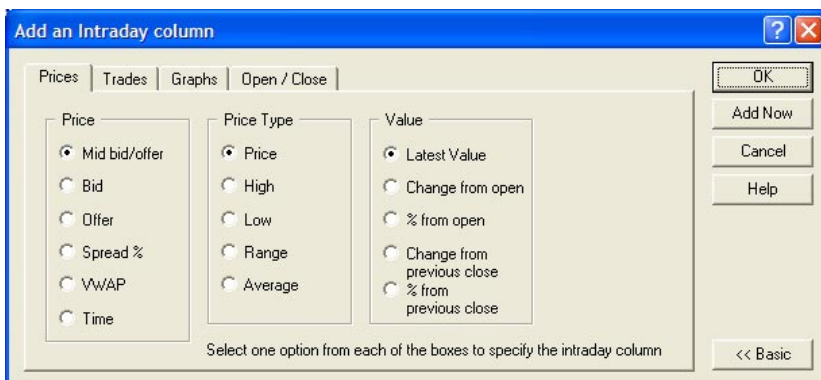 Add an Intraday column
Prices
Trades
Graphs
Open / Close
OK
Add Now
Cancel
Help
Price
Mid bid/offer
Bid
Offer
Spread %
VWAP
Time
Price Type
Price
High
Low
Range
Average
Value
Latest Value
Change from open
% from open
Change from
previous close
% from
previous close
Select one option from each of the boxes to specify the intraday column
<< Basic